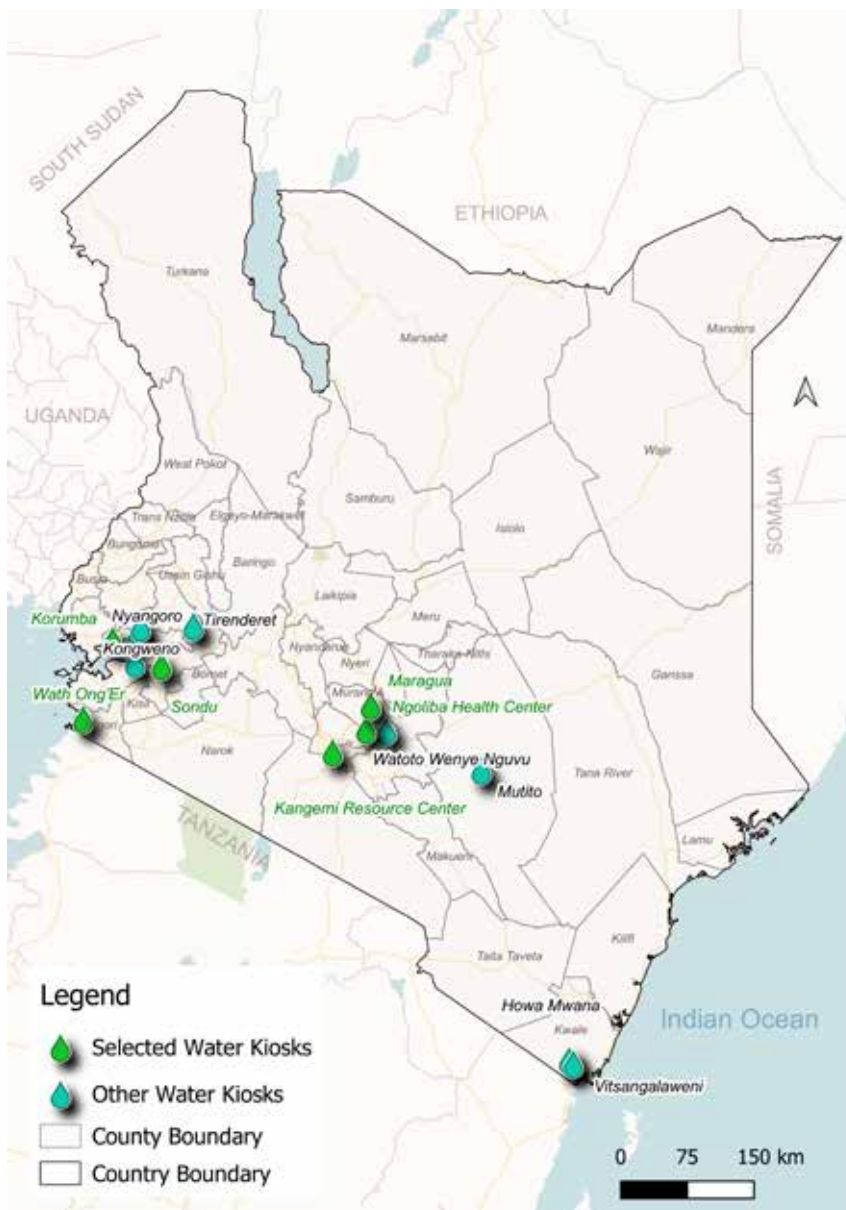 SOUTH SUDAN
ETHIOPIA
Turkana
Marsabit
Mandera
UGANDA
Wajir
SOMALIA
West Pokot
Samburu
Isiolo
Trans Nzoia
Elgeyo-Marakwet
Bungoma
Uasin Gishu
Baringo
Busia
Laikipia
Meru
Korumba
Nyangoro
Tirenderet
Kongweno
Nyandarua
Tharaka-Nithi
Garissa
Nyeri
Bomet
Maragua
Wath Ong'Er
Kisii
Sondu
Muranga
Ngoliba Health Center
Narok
Watoto Wenye Nguvu
Tana River
Mutito
Kangemi Resource Center
TANZANIA
Lamu
Makueni
Kilifi
Taita Taveta
Legend
Howa Mwana
Indian Ocean
Kwale
Selected Water Kiosks
Vitsangalaweni
Other Water Kiosks
County Boundary
Country Boundary
0 75 150 km